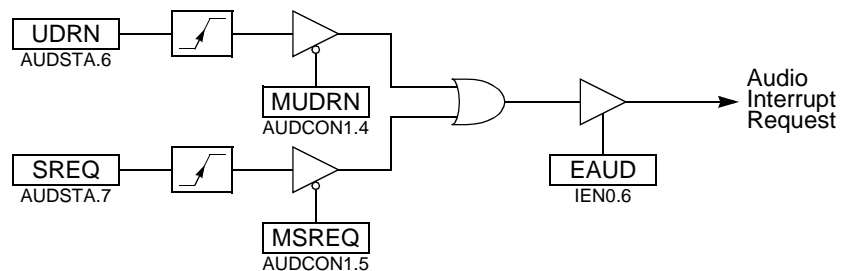 UDRN
AUDSTA.6
MUDRN
AUDCON1.4
SREQ
AUDSTA.7
MSREQ
AUDCON1.5
EAUD
IEN0.6
Audio
Interrupt
Request